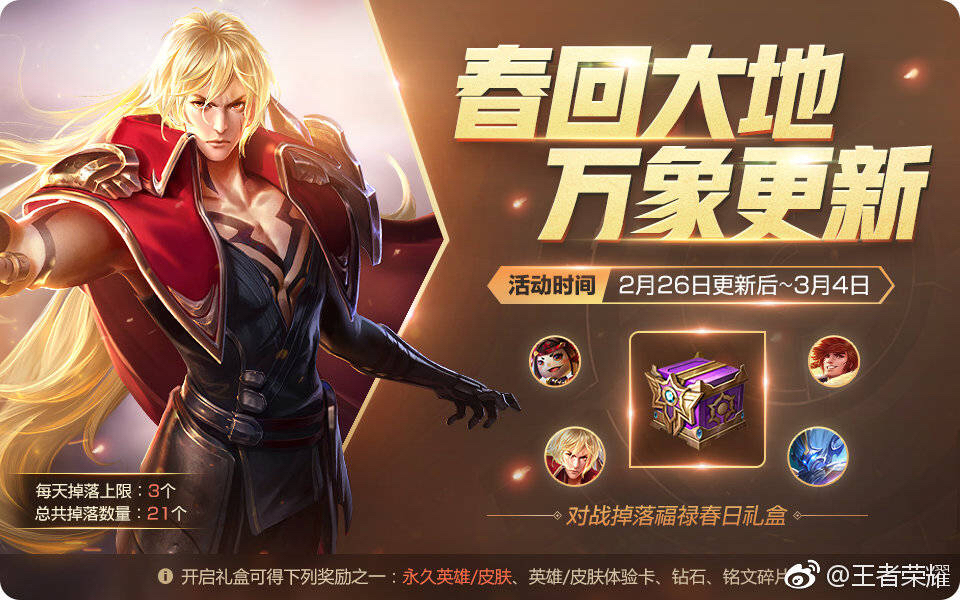 春回大地
万象更新
活动时间 2月26日更新后~3月4日
每天掉落上限：3个
总共掉落数量：21个
对战掉落福禄春日礼盒
开启礼盒可得下列奖励之一：永久英雄/皮肤、英雄/皮肤体验卡、钻石、铭文碎片
@王者荣耀